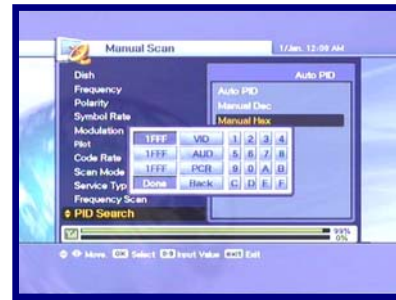 Manual Scan
1/Jan. 12:00 AM
Dish
Auto PID
Frequency
Auto PID
Polarity
Manual Dec
Symbol Rate
Manual Hex
Modulation
Pilot
Code Rate
Scan Mode
Service Typ
Frequency Scan
PID Search
1FFF VID 1 2 3 4
1FFF AUD 5 6 7 8
1FFF PCR 9 0 A B
Done Back C D E F
99%
0%
Move OK Select 0-9 Input Value exit Exit